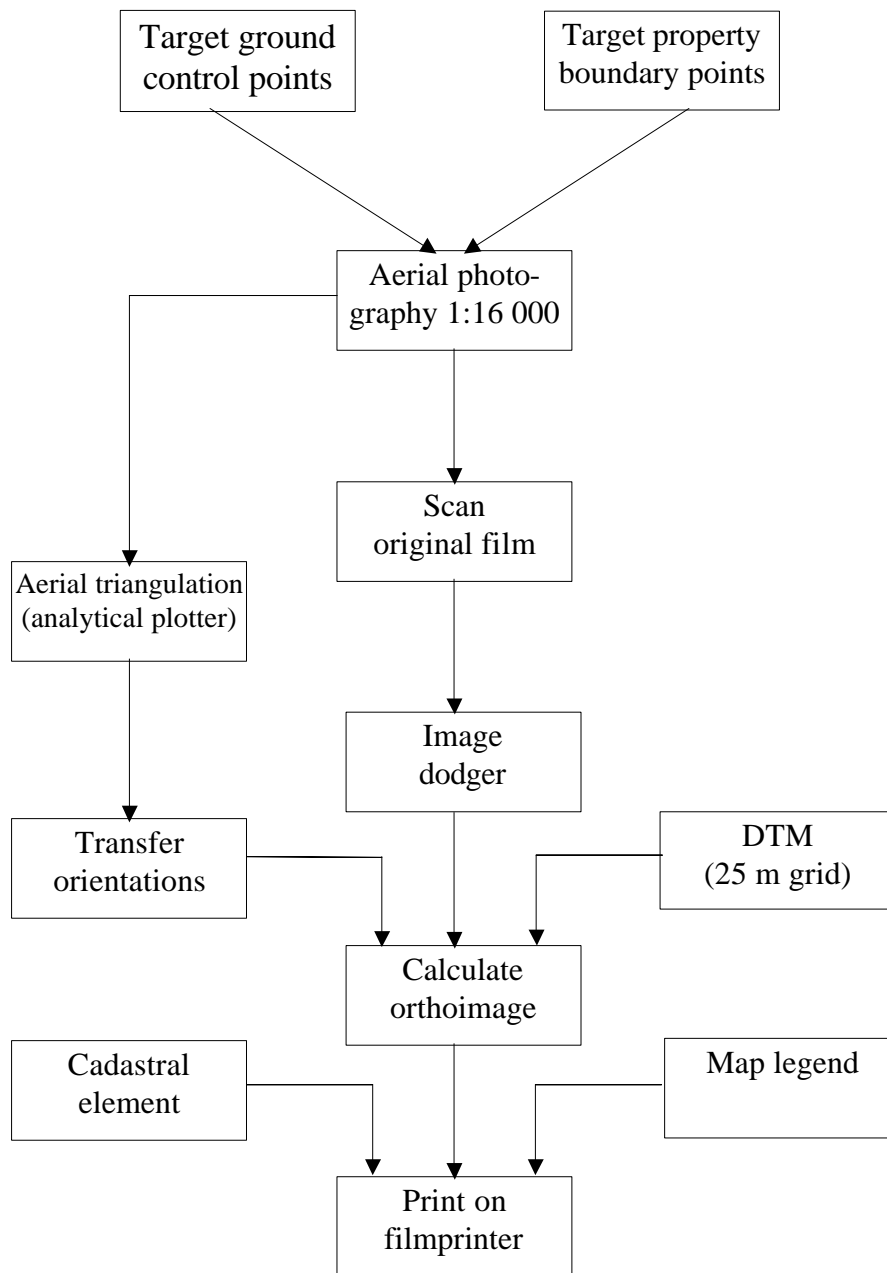 Target ground
control points
Target property
boundary points
Aerial photo-
graphy 1:16 000
Scan
original film
Aerial triangulation
(analytical plotter)
Image
dodger
Transfer
orientations
DTM
(25 m grid)
Calculate
orthoimage
Cadastral
element
Map legend
Print on
filmprinter